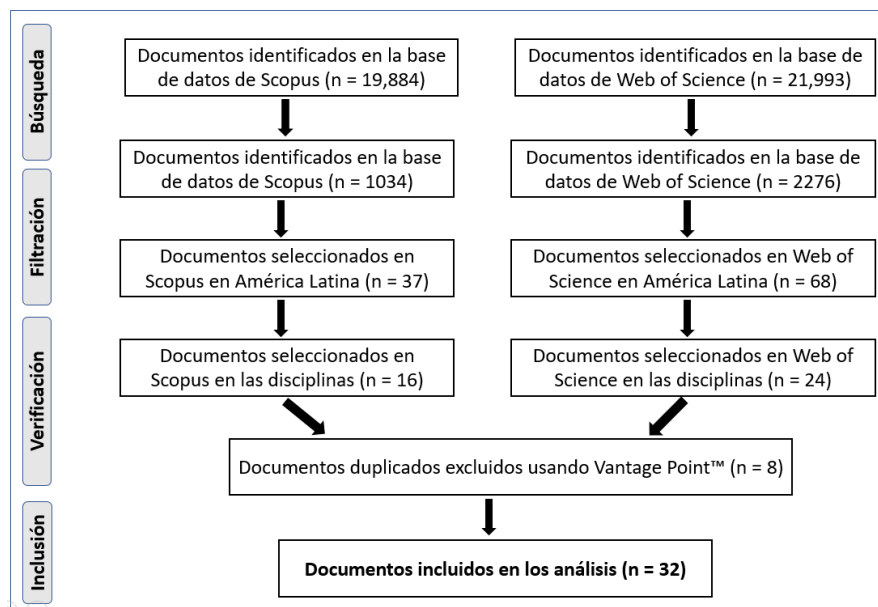 Búsqueda
Documentos identificados en la base
de datos de Scopus (n = 19,884)
Documentos identificados en la base de
datos de Web of Science (n = 21,993)
Filtración
Documentos identificados en la base
de datos de Scopus (n = 1034)
Documentos identificados en la base de
datos de Web of Science (n = 2276)
Documentos seleccionados en
Scopus en América Latina (n = 37)
Documentos seleccionados en Web of
Science en América Latina (n = 68)
Verificación
Documentos seleccionados en
Scopus en las disciplinas (n = 16)
Documentos seleccionados en Web of
Science en las disciplinas (n = 24)
Documentos duplicados excluidos usando Vantage Point™ (n = 8)
Inclusión
Documentos incluidos en los análisis (n = 32)